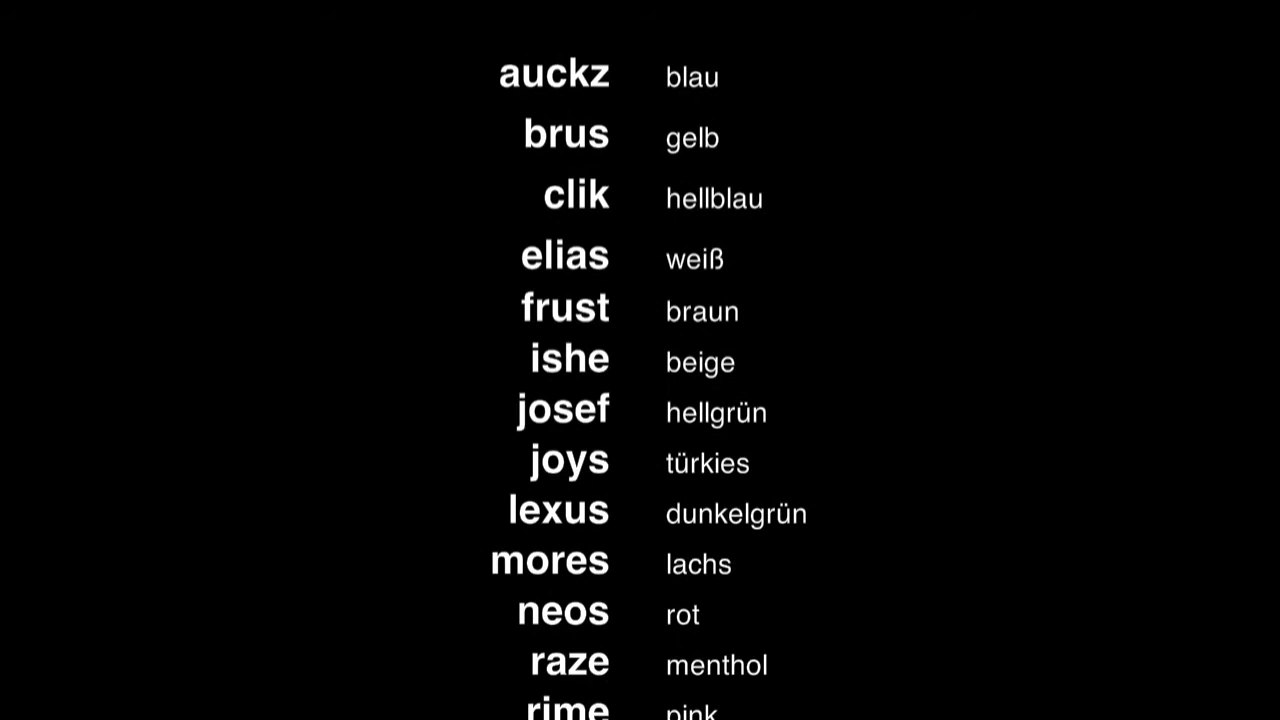 auckz blau
brus gelb
clik hellblau
elias weiß
frust braun
ishe beige
josef hellgrün
joys türkies
lexus dunkelgrün
mores lachs
neos rot
raze menthol
rime pink